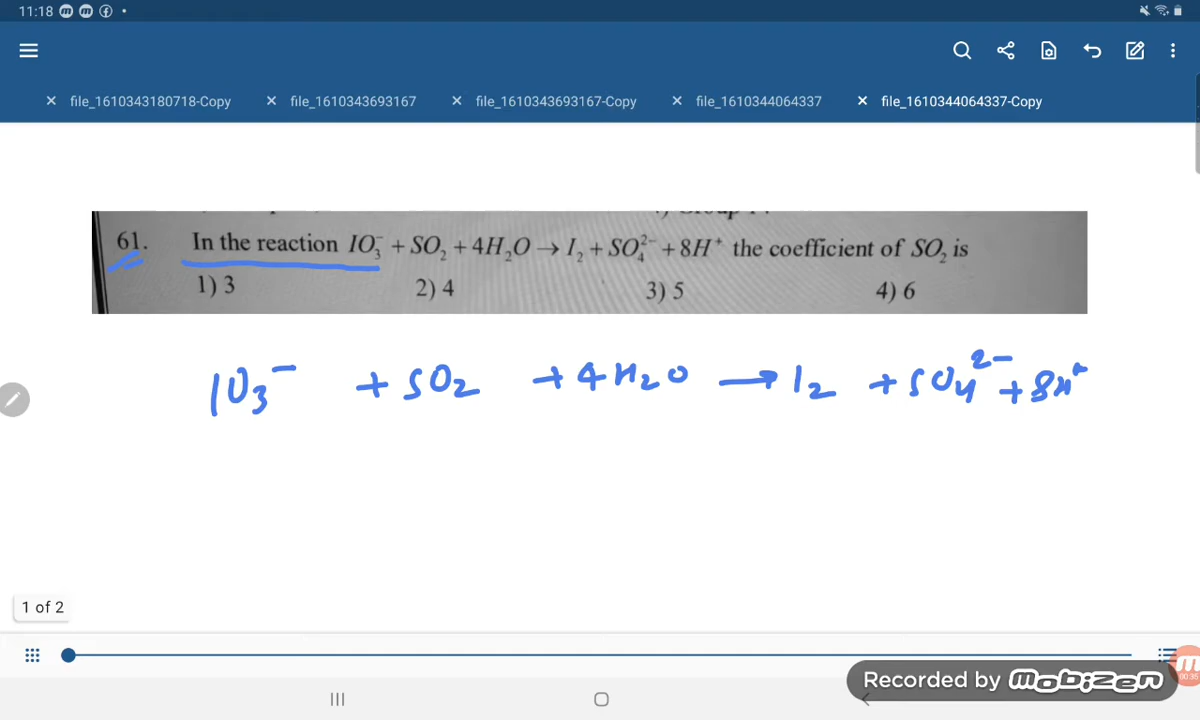 11:18
file_1610343180718-Copy file_1610343693167 file_1610343693167-Copy file_1610344064337 file_1610344064337-Copy
61. In the reaction IO₃⁻ + SO₂ + 4H₂O → I₂ + SO₄²⁻ + 8H⁺ the coefficient of SO₂ is
1) 3 2) 4 3) 5 4) 6
IO₃⁻ + SO₂ + 4H₂O → I₂ + SO₄²⁻ + 8H⁺
1 of 2
Recorded by mobizen
00:35